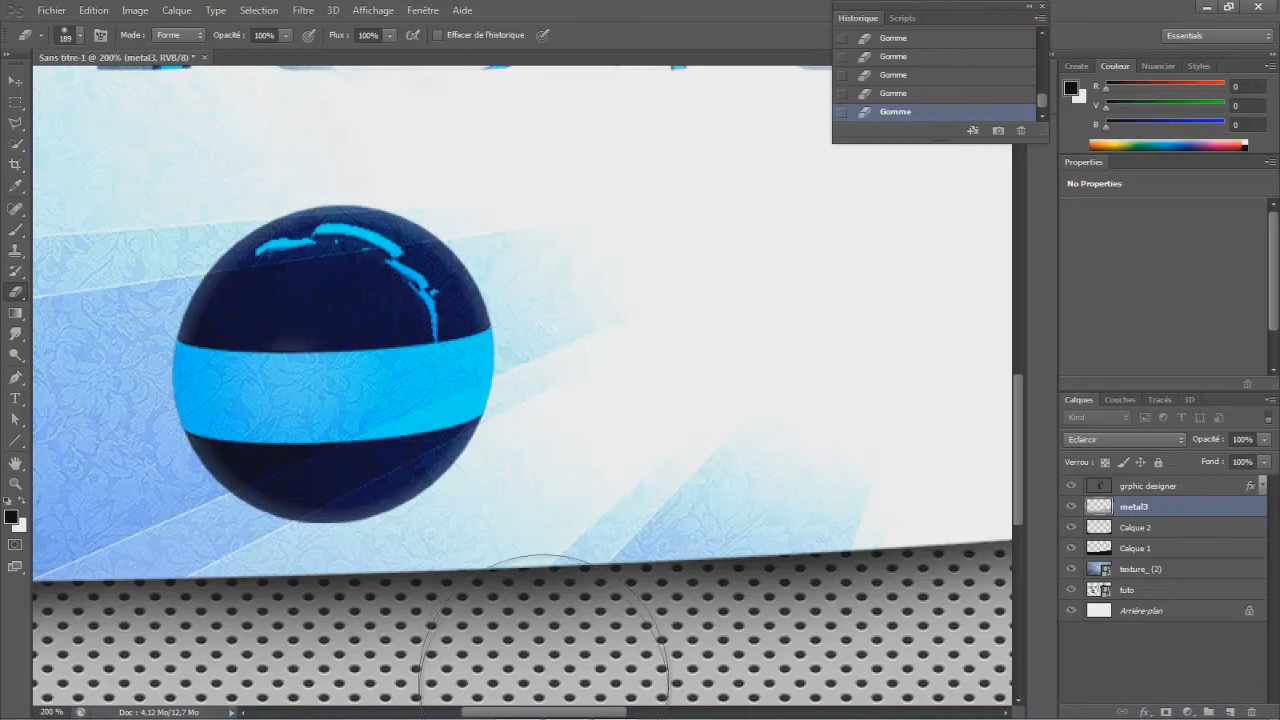 Ps Fichier Edition Image Calque Type Sélection Filtre 3D Affichage Fenêtre Aide
189 Mode : Forme Opacité : 100% Flux : 100% Effacer de l'historique Essentials
Sans titre-1 @ 200% (metal3, RVB/8) * ×
Historique Scripts
Gomme
Gomme
Gomme
Gomme
Gomme
Create Couleur Nuancier Styles
R 0
V 0
B 0
Properties
No Properties
Calques Couches Tracés 3D
Kind
Eclaircir Opacité : 100%
Verrou : Fond : 100%
grphic designer fx
metal3
Calque 2
Calque 1
texture_ (2)
tuto
Arrière-plan
200 % Doc : 4,12 Mo/12,7 Mo